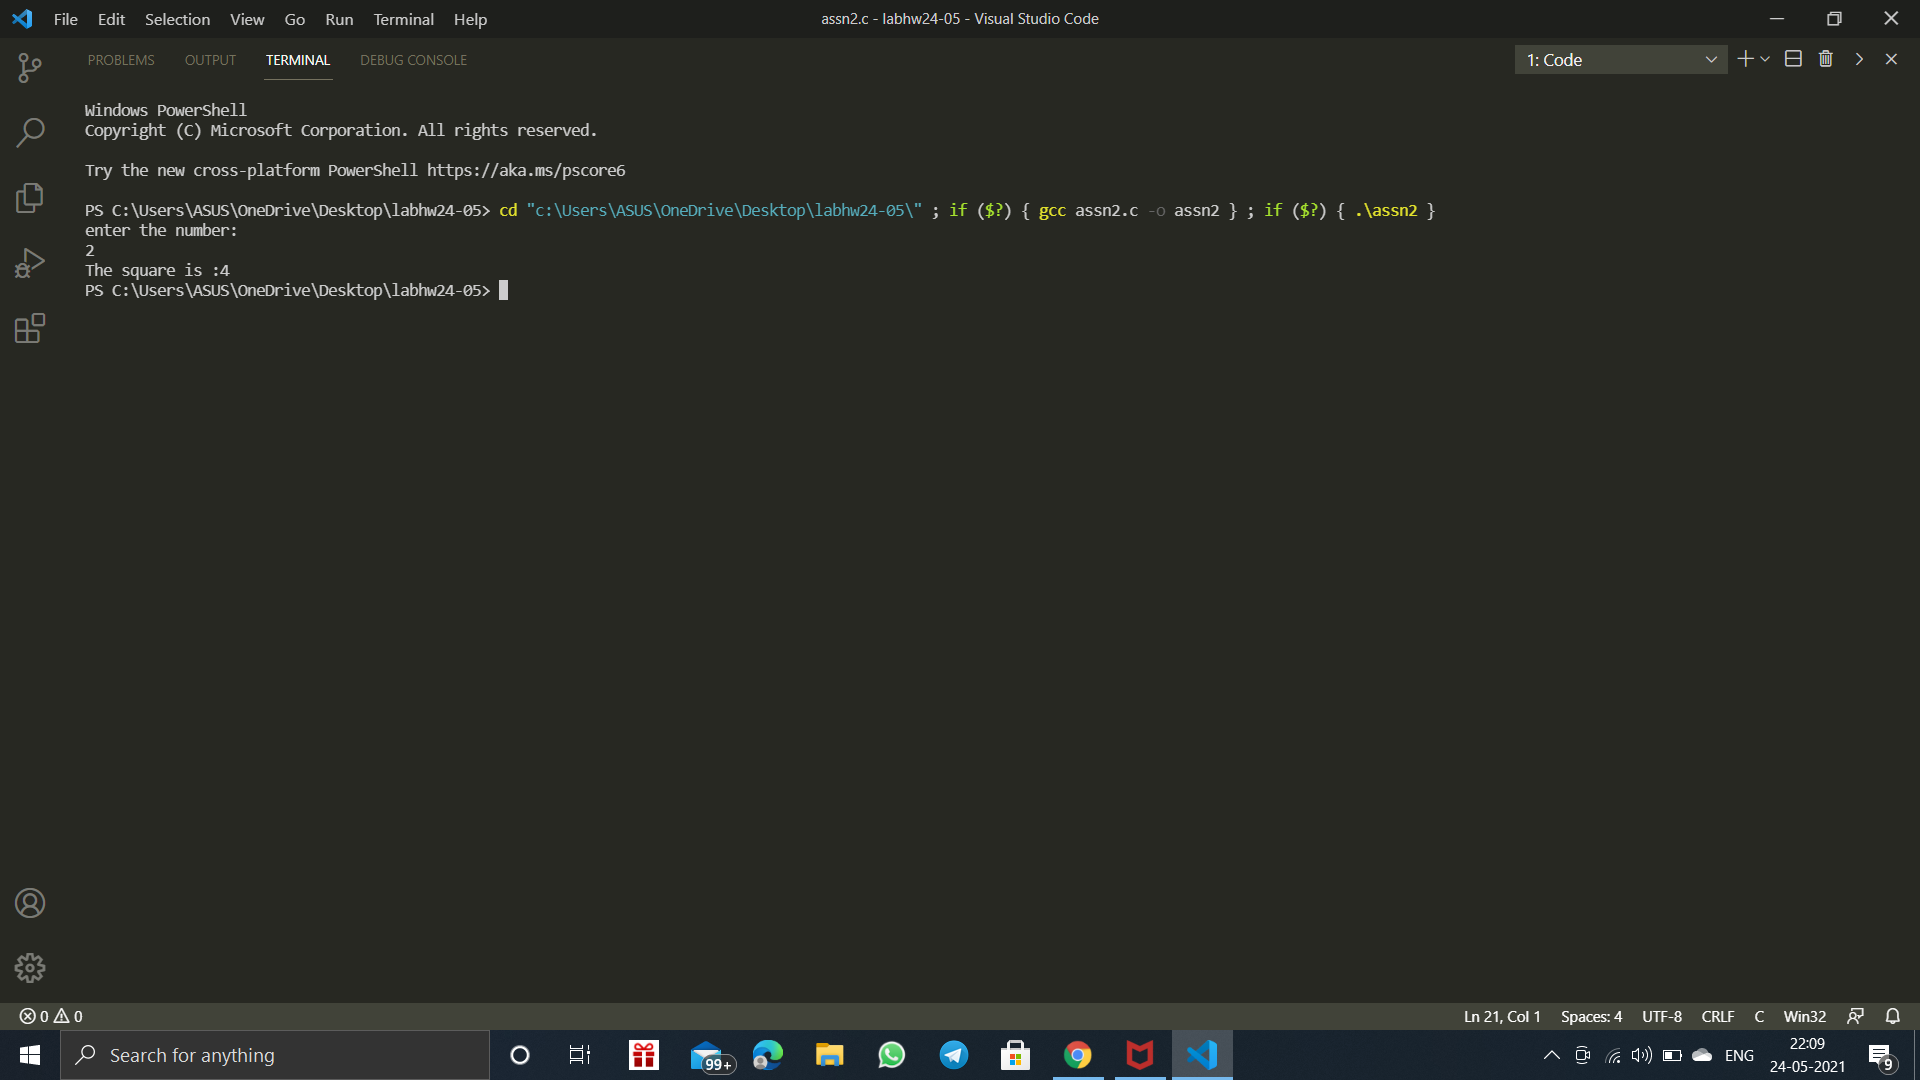 File Edit Selection View Go Run Terminal Help
assn2.c - labhw24-05 - Visual Studio Code
PROBLEMS OUTPUT TERMINAL DEBUG CONSOLE
1: Code
Windows PowerShell
Copyright (C) Microsoft Corporation. All rights reserved.
Try the new cross-platform PowerShell https://aka.ms/pscore6
PS C:\Users\ASUS\OneDrive\Desktop\labhw24-05> cd "c:\Users\ASUS\OneDrive\Desktop\labhw24-05\" ; if ($?) { gcc assn2.c -o assn2 } ; if ($?) { .\assn2 }
enter the number:
2
The square is :4
PS C:\Users\ASUS\OneDrive\Desktop\labhw24-05>
0 0
Ln 21, Col 1 Spaces: 4 UTF-8 CRLF C Win32
Search for anything
99+
ENG
22:09
24-05-2021
9